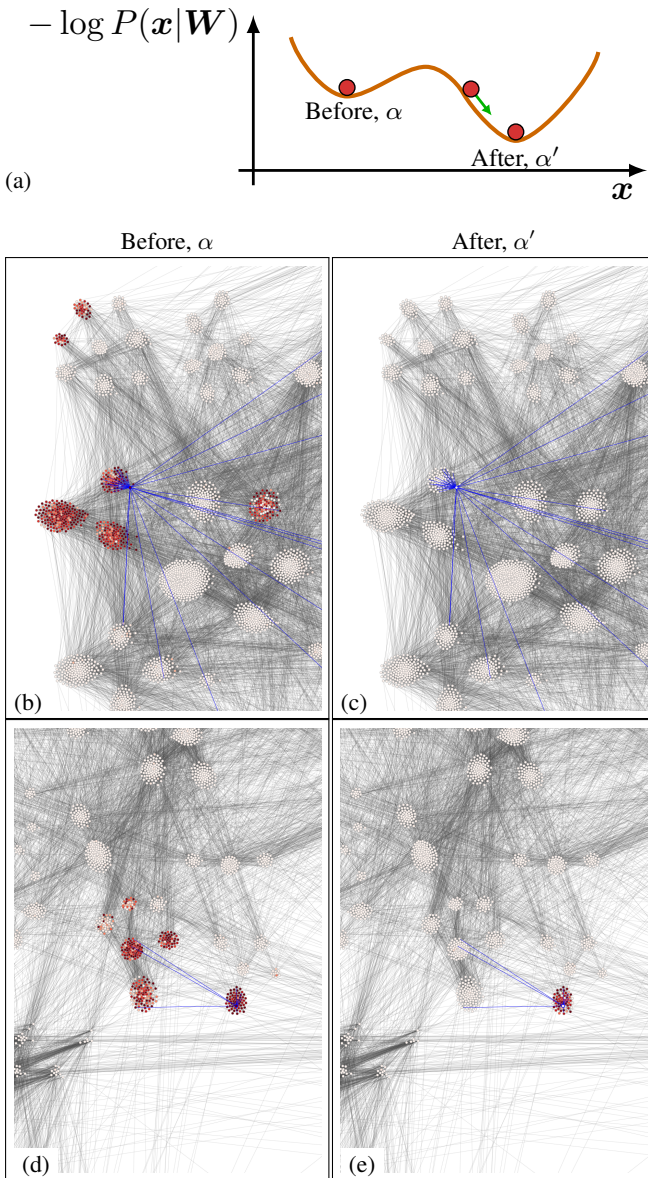 − log P(x|W)
Before, α
After, α′
(a)
x
Before, α
After, α′
(b)
(c)
(d)
(e)